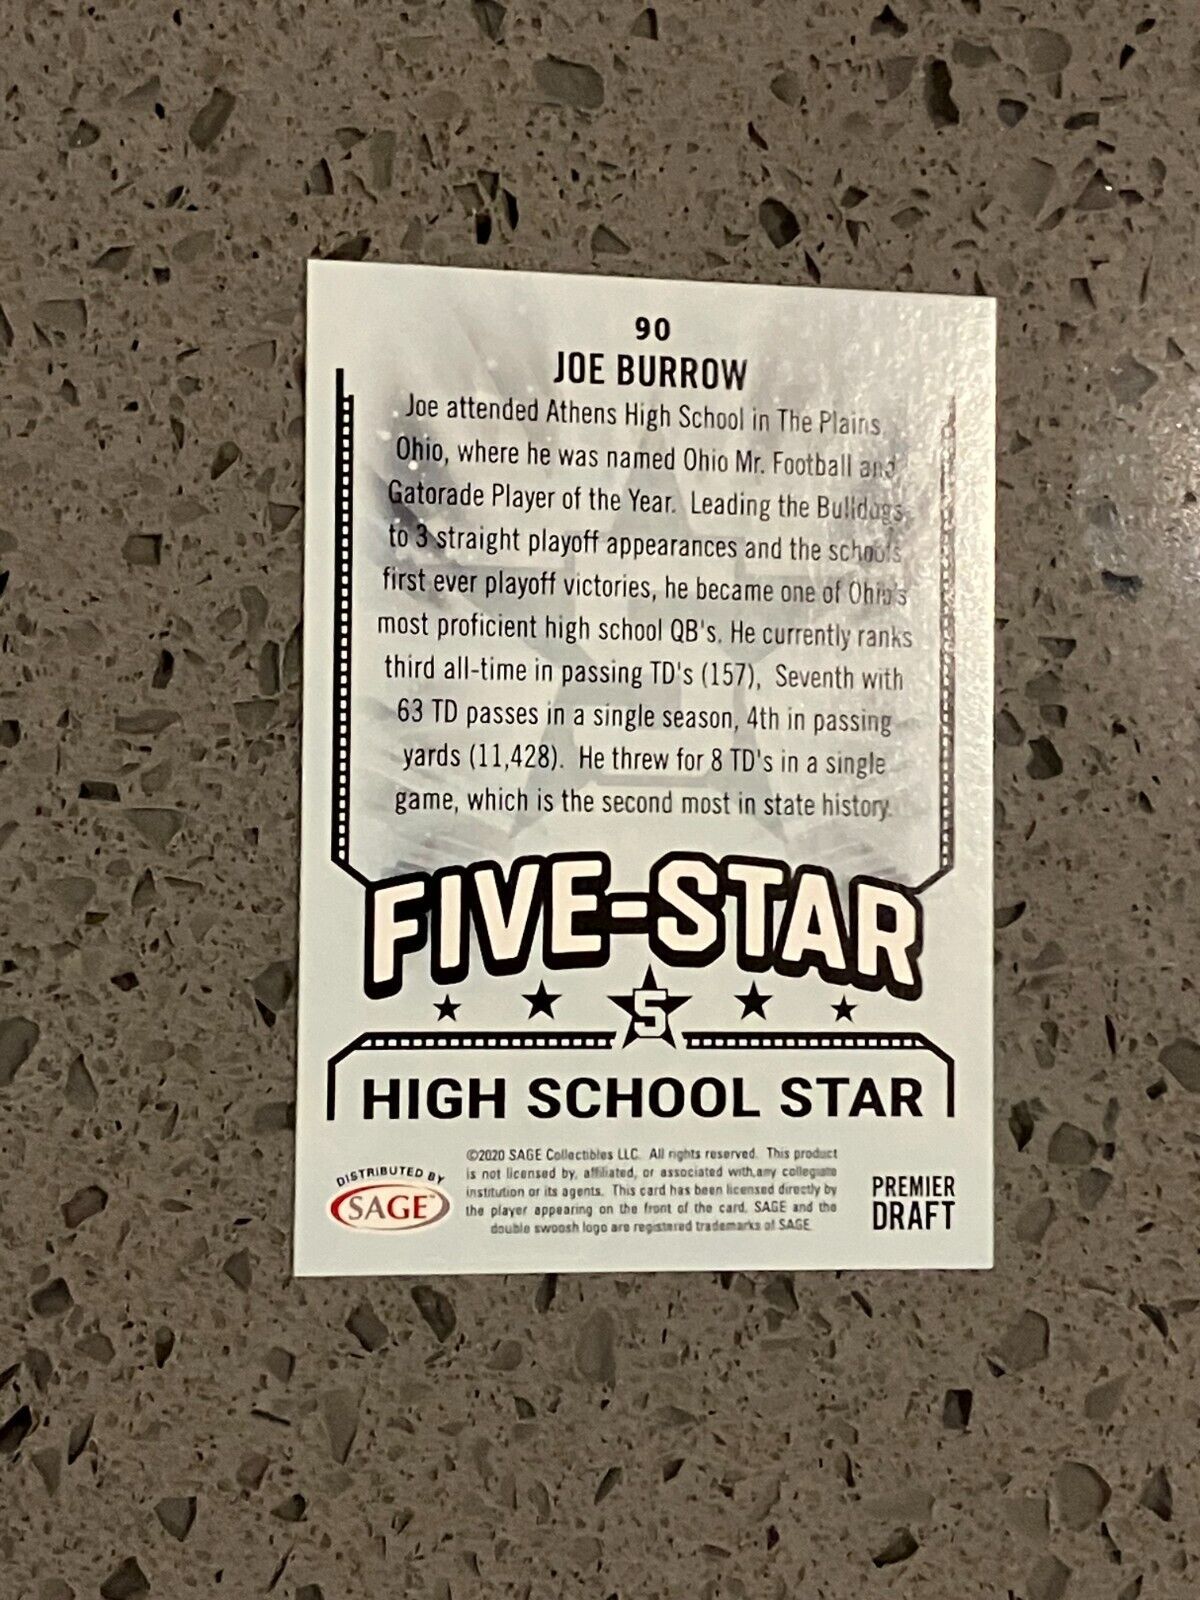 90
JOE BURROW
Joe attended Athens High School in The Plains,
Ohio, where he was named Ohio Mr. Football and
Gatorade Player of the Year. Leading the Bulldogs
to 3 straight playoff appearances and the schools
first ever playoff victories, he became one of Ohio's
most proficient high school QB's. He currently ranks
third all-time in passing TD's (157), Seventh with
63 TD passes in a single season, 4th in passing
yards (11,428). He threw for 8 TD's in a single
game, which is the second most in state history.
FIVE-STAR
5
HIGH SCHOOL STAR
DISTRIBUTED BY
SAGE™
©2020 SAGE Collectibles LLC. All rights reserved. This product
is not licensed by, affiliated, or associated with any collegiate
institution or its agents. This card has been licensed directly by
the player appearing on the front of the card. SAGE and the
double swoosh logo are registered trademarks of SAGE.
PREMIER
DRAFT